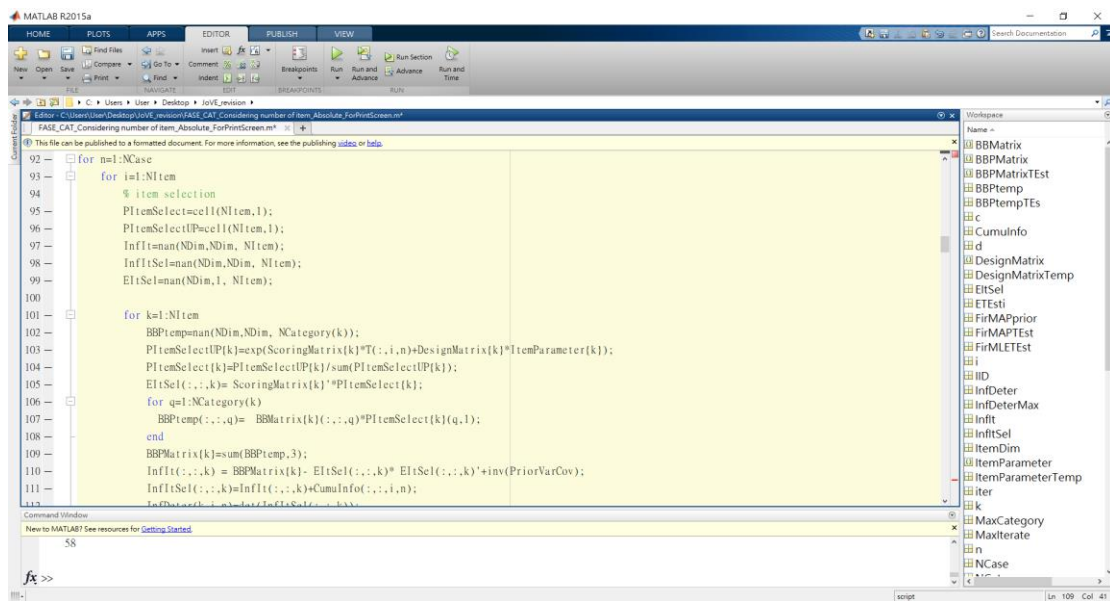 MATLAB R2015a
HOME PLOTS APPS EDITOR PUBLISH VIEW
Search Documentation
New Open Save Find Files Compare Print Go To Find Insert Comment Indent Breakpoints Run Run and Advance Run Section Advance Run and Time
FILE NAVIGATE EDIT BREAKPOINTS RUN
C: Users User Desktop JoVE_revision
Current Folder
Editor - C:\Users\User\Desktop\JoVE_revision\FASE_CAT_Considering number of item_Absolute_ForPrintScreen.m*
FASE_CAT_Considering number of item_Absolute_ForPrintScreen.m*
This file can be published to a formatted document. For more information, see the publishing video or help.
92 for n=1:NCase
93 for i=1:NItem
94 % item selection
95 PItemSelect=cell(NItem,1);
96 PItemSelectUP=cell(NItem,1);
97 InfIt=nan(NDim,NDim, NItem);
98 InfItSel=nan(NDim,NDim, NItem);
99 EItSel=nan(NDim,1, NItem);
100
101 for k=1:NItem
102 BBPtemp=nan(NDim,NDim, NCategory(k));
103 PItemSelectUP{k}=exp(ScoringMatrix{k}*T(:,i,n)+DesignMatrix{k}*ItemParameter{k});
104 PItemSelect{k}=PItemSelectUP{k}/sum(PItemSelectUP{k});
105 EItSel(:,:,k)= ScoringMatrix{k}'*PItemSelect{k};
106 for q=1:NCategory(k)
107 BBPtemp(:,:,q)= BBMatrix{k}(:,:,q)*PItemSelect{k}(q,1);
108 end
109 BBPMatrix{k}=sum(BBPtemp,3);
110 InfIt(:,:,k) = BBPMatrix{k}- EItSel(:,:,k)* EItSel(:,:,k)'+inv(PriorVarCov);
111 InfItSel(:,:,k)=InfIt(:,:,k)+CumuInfo(:,:,i,n);
Command Window
New to MATLAB? See resources for Getting Started.
58
fx >>
Workspace
Name
BBMatrix
BBPMatrix
BBPMatrixTEst
BBPtemp
BBPtempTEs
c
CumuInfo
d
DesignMatrix
DesignMatrixTemp
EItSel
ETEsti
FirMAPprior
FirMAPTEst
FirMLETEst
i
IID
InfDeter
InfDeterMax
InfIt
InfItSel
ItemDim
ItemParameter
ItemParameterTemp
iter
k
MaxCategory
MaxIterate
n
NCase
script Ln 109 Col 41